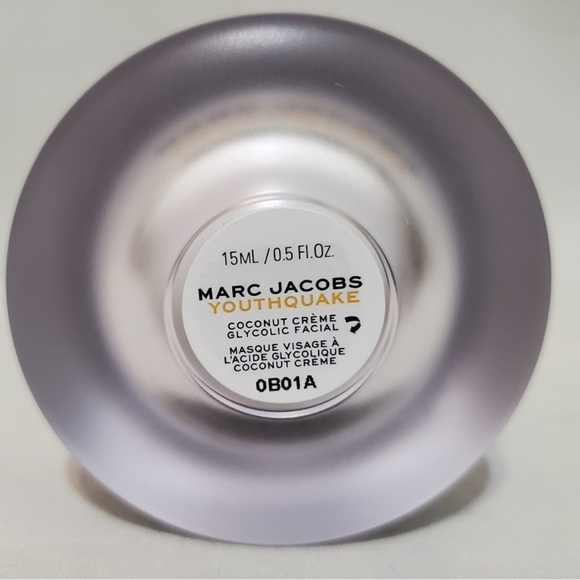 15ML / 0.5 Fl.Oz.
MARC JACOBS
YOUTHQUAKE
COCONUT CRÈME
GLYCOLIC FACIAL
MASQUE VISAGE À
L'ACIDE GLYCOLIQUE
COCONUT CRÈME
0B01A